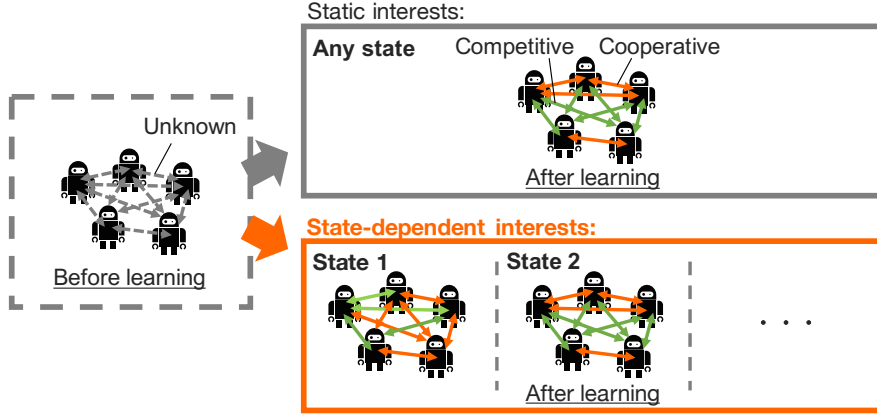 Static interests:
Any state
Competitive
Cooperative
After learning
Unknown
Before learning
State-dependent interests:
State 1
State 2
After learning
. . .